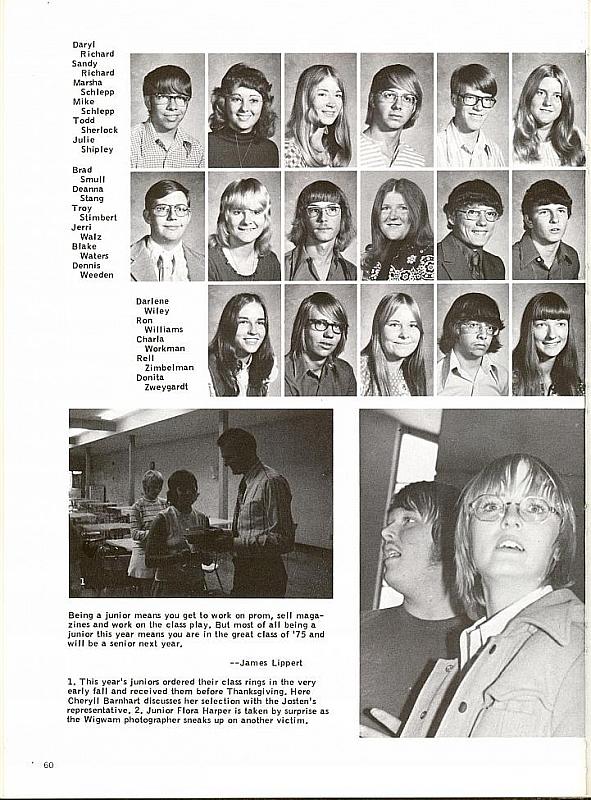 Daryl
Richard
Sandy
Richard
Marsha
Schlepp
Mike
Schlepp
Todd
Sherlock
Julie
Shipley
Brad
Smull
Deanna
Stang
Troy
Stimbert
Jerri
Walz
Blake
Waters
Dennis
Weeden
Darlene
Wiley
Ron
Williams
Charla
Workman
Rell
Zimbelman
Donita
Zweygardt
1
Being a junior means you get to work on prom, sell maga-
zines and work on the class play. But most of all being a
junior this year means you are in the great class of '75 and
will be a senior next year.
--James Lippert
1. This year's juniors ordered their class rings in the very
early fall and received them before Thanksgiving. Here
Cheryll Barnhart discusses her selection with the Josten's
representative. 2. Junior Flora Harper is taken by surprise as
the Wigwam photographer sneaks up on another victim.
60